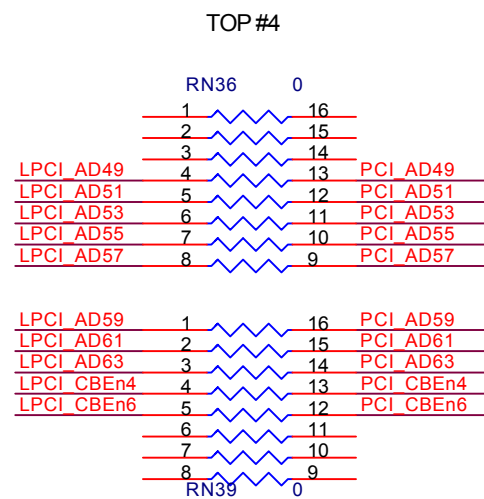 TOP #4
RN36 0
1 16
2 15
3 14
LPCI_AD49 4 13 PCI_AD49
LPCI_AD51 5 12 PCI_AD51
LPCI_AD53 6 11 PCI_AD53
LPCI_AD55 7 10 PCI_AD55
LPCI_AD57 8 9 PCI_AD57
LPCI_AD59 1 16 PCI_AD59
LPCI_AD61 2 15 PCI_AD61
LPCI_AD63 3 14 PCI_AD63
LPCI_CBEn4 4 13 PCI_CBEn4
LPCI_CBEn6 5 12 PCI_CBEn6
6 11
7 10
8 9
RN39 0